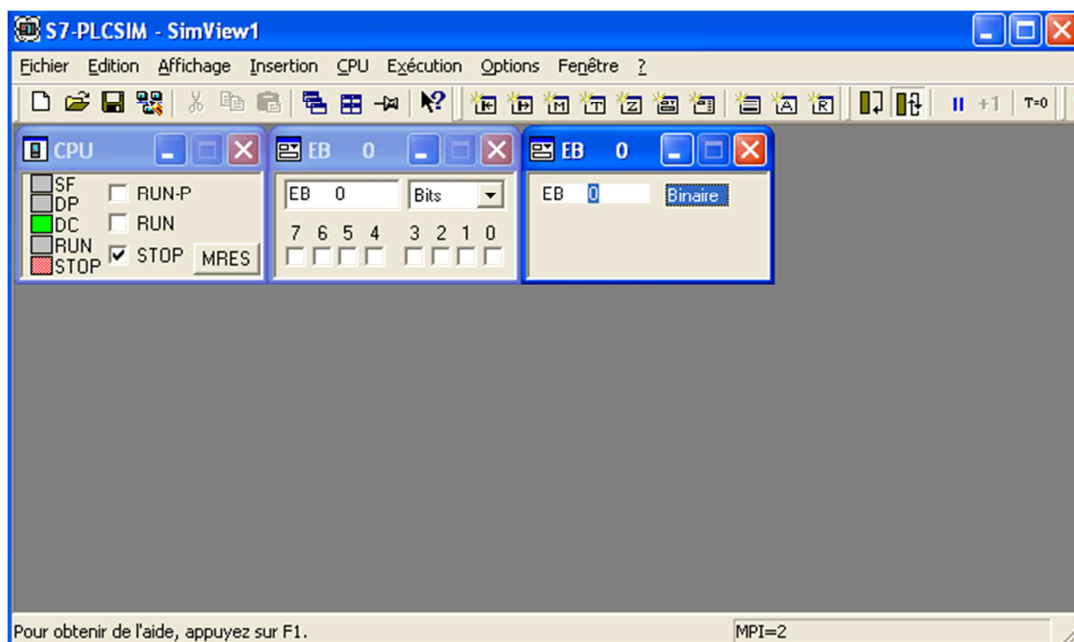 S7-PLCSIM - SimView1
Fichier Edition Affichage Insertion CPU Exécution Options Fenêtre ?
+1 T=0
CPU
SF
DP
DC
RUN
STOP
RUN-P
RUN
STOP
MRES
EB 0
EB 0 Bits
7 6 5 4 3 2 1 0
EB 0
EB 0 Binaire
Pour obtenir de l'aide, appuyez sur F1. MPI=2